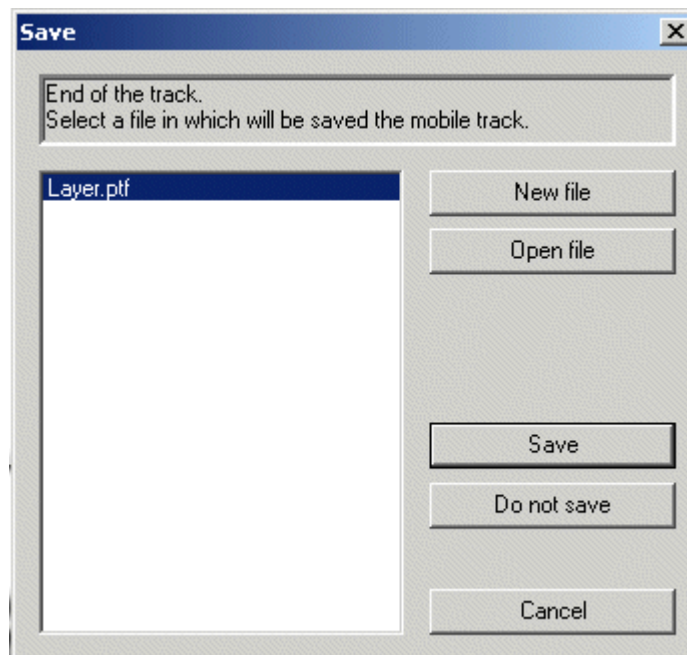 Save
End of the track.
Select a file in which will be saved the mobile track.
Layer.ptf
New file
Open file
Save
Do not save
Cancel